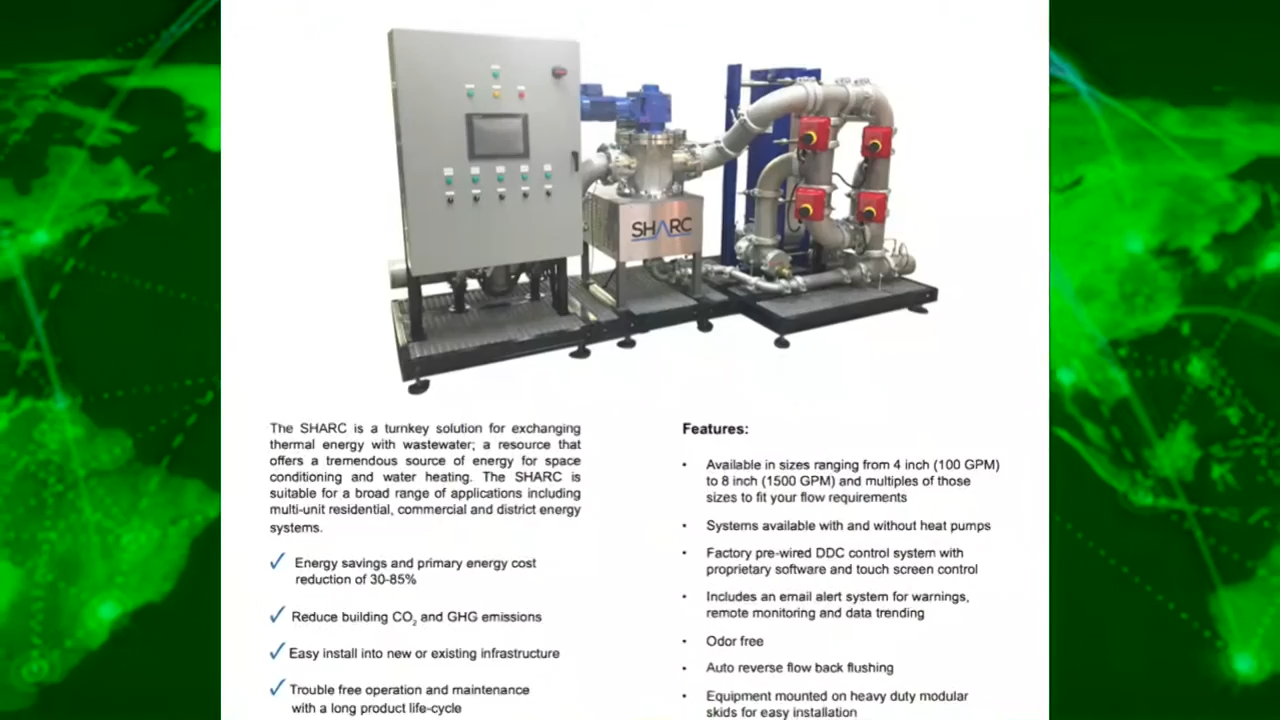 SHARC
The SHARC is a turnkey solution for exchanging
thermal energy with wastewater; a resource that
offers a tremendous source of energy for space
conditioning and water heating. The SHARC is
suitable for a broad range of applications including
multi-unit residential, commercial and district energy
systems.
✓ Energy savings and primary energy cost
reduction of 30-85%
✓ Reduce building CO₂ and GHG emissions
✓ Easy install into new or existing infrastructure
✓ Trouble free operation and maintenance
with a long product life-cycle
Features:
• Available in sizes ranging from 4 inch (100 GPM)
to 8 inch (1500 GPM) and multiples of those
sizes to fit your flow requirements
• Systems available with and without heat pumps
• Factory pre-wired DDC control system with
proprietary software and touch screen control
• Includes an email alert system for warnings,
remote monitoring and data trending
• Odor free
• Auto reverse flow back flushing
• Equipment mounted on heavy duty modular
skids for easy installation